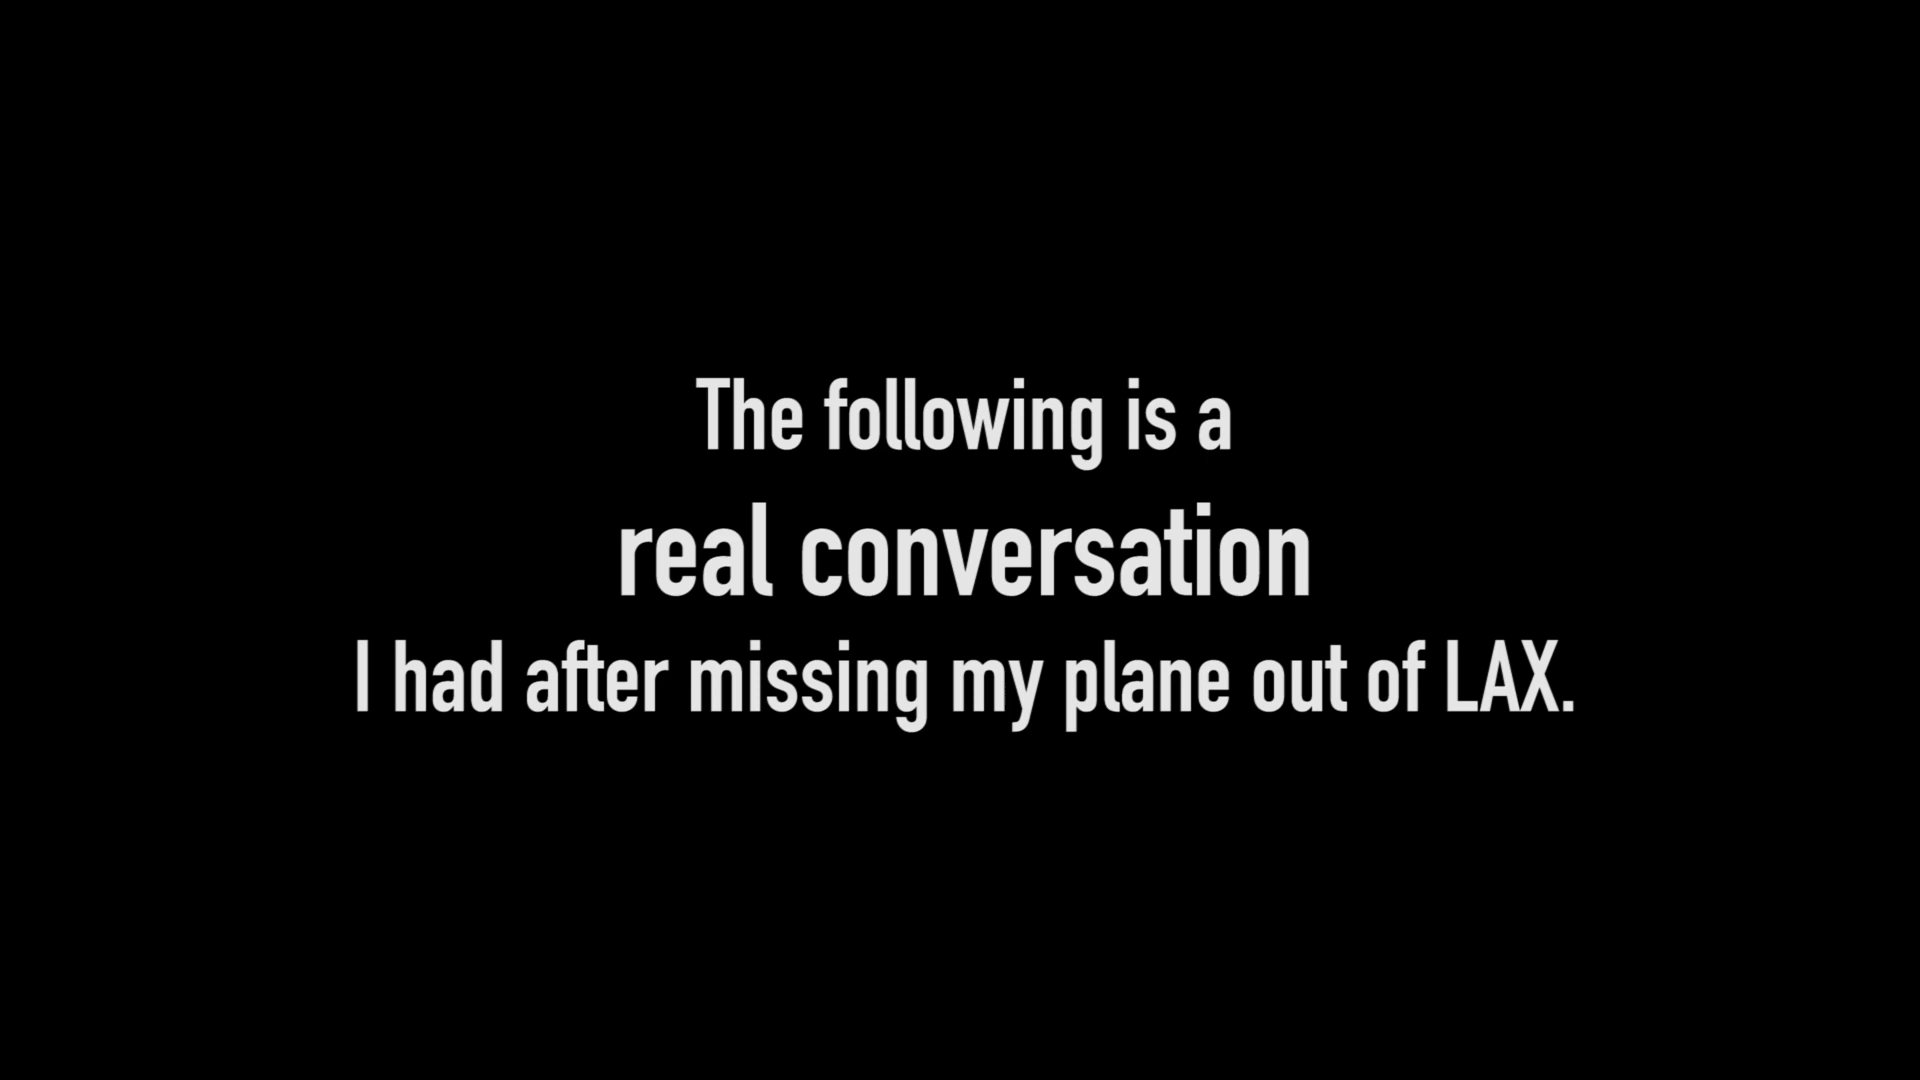 The following is a
real conversation
I had after missing my plane out of LAX.